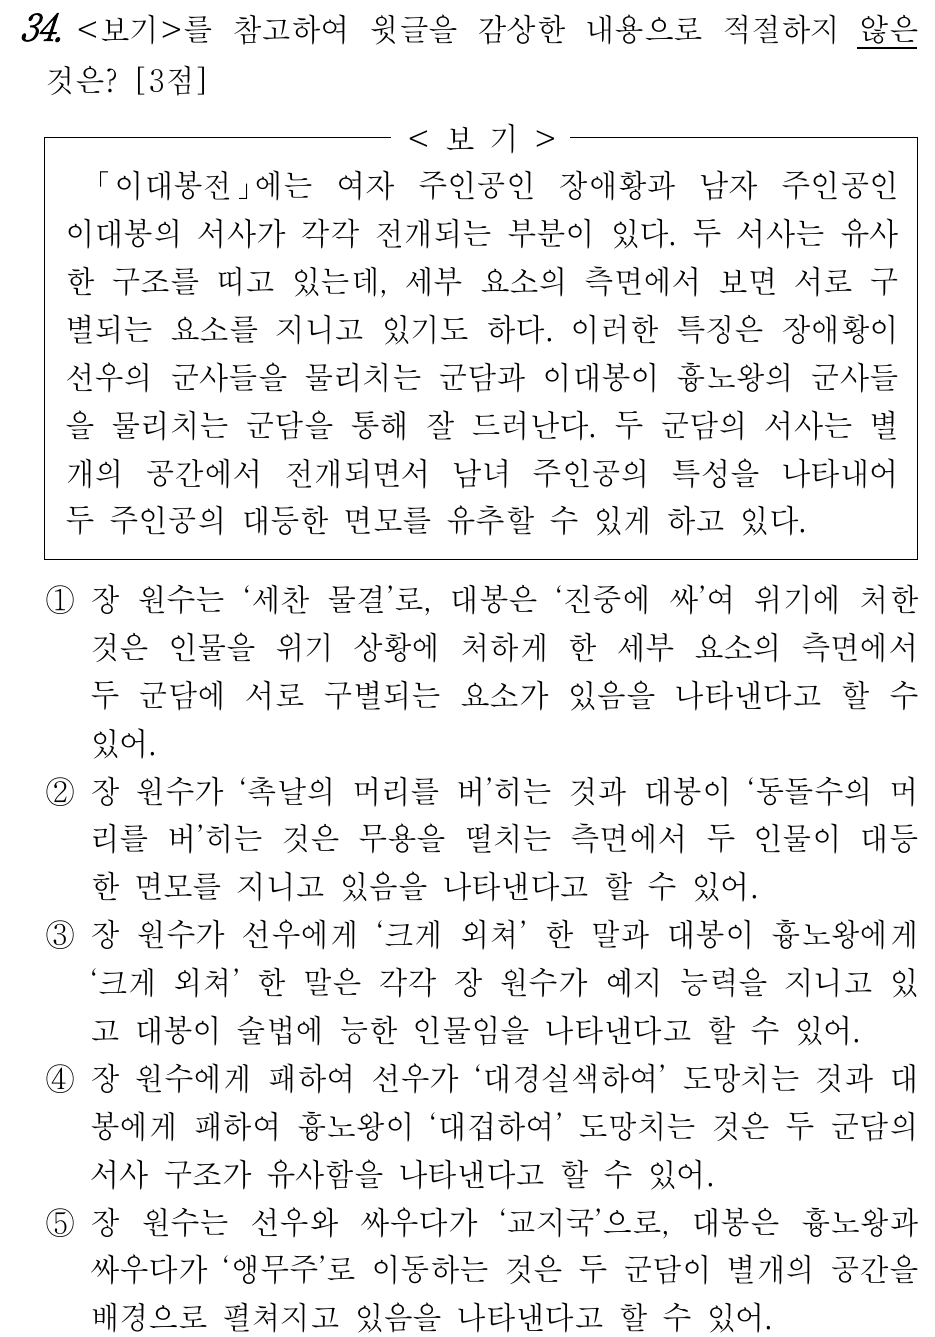 34. <보기>를 참고하여 윗글을 감상한 내용으로 적절하지 않은
것은? [3점]
< 보 기 >
「이대봉전」에는 여자 주인공인 장애황과 남자 주인공인
이대봉의 서사가 각각 전개되는 부분이 있다. 두 서사는 유사
한 구조를 띠고 있는데, 세부 요소의 측면에서 보면 서로 구
별되는 요소를 지니고 있기도 하다. 이러한 특징은 장애황이
선우의 군사들을 물리치는 군담과 이대봉이 흉노왕의 군사들
을 물리치는 군담을 통해 잘 드러난다. 두 군담의 서사는 별
개의 공간에서 전개되면서 남녀 주인공의 특성을 나타내어
두 주인공의 대등한 면모를 유추할 수 있게 하고 있다.
① 장 원수는 ‘세찬 물결’로, 대봉은 ‘진중에 싸’여 위기에 처한
것은 인물을 위기 상황에 처하게 한 세부 요소의 측면에서
두 군담에 서로 구별되는 요소가 있음을 나타낸다고 할 수
있어.
② 장 원수가 ‘촉날의 머리를 버’히는 것과 대봉이 ‘동돌수의 머
리를 버’히는 것은 무용을 떨치는 측면에서 두 인물이 대등
한 면모를 지니고 있음을 나타낸다고 할 수 있어.
③ 장 원수가 선우에게 ‘크게 외쳐’ 한 말과 대봉이 흉노왕에게
‘크게 외쳐’ 한 말은 각각 장 원수가 예지 능력을 지니고 있
고 대봉이 술법에 능한 인물임을 나타낸다고 할 수 있어.
④ 장 원수에게 패하여 선우가 ‘대경실색하여’ 도망치는 것과 대
봉에게 패하여 흉노왕이 ‘대겁하여’ 도망치는 것은 두 군담의
서사 구조가 유사함을 나타낸다고 할 수 있어.
⑤ 장 원수는 선우와 싸우다가 ‘교지국’으로, 대봉은 흉노왕과
싸우다가 ‘앵무주’로 이동하는 것은 두 군담이 별개의 공간을
배경으로 펼쳐지고 있음을 나타낸다고 할 수 있어.